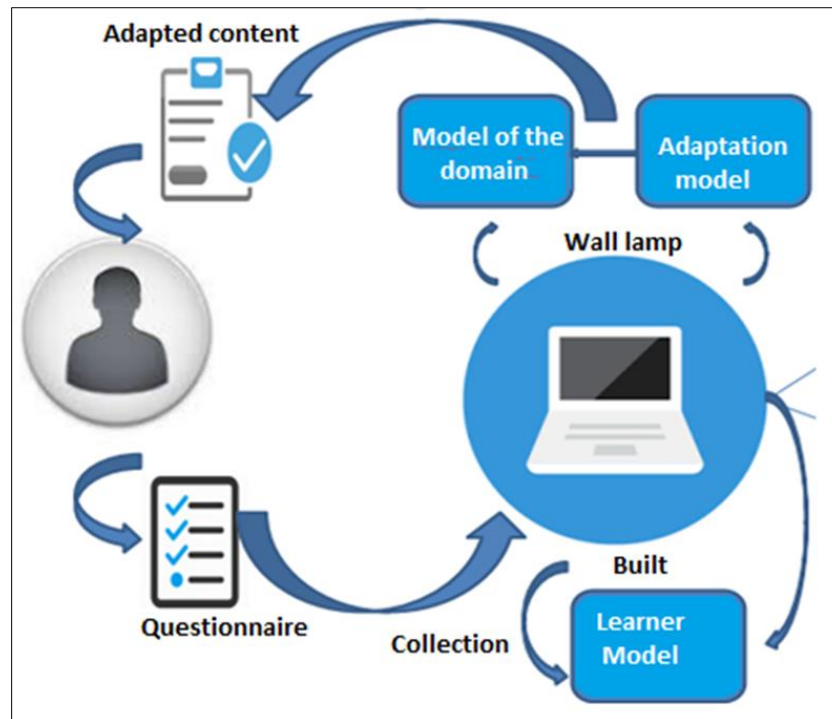 Adapted content
Model of the
domain
Adaptation
model
Wall lamp
Built
Questionnaire
Collection
Learner
Model